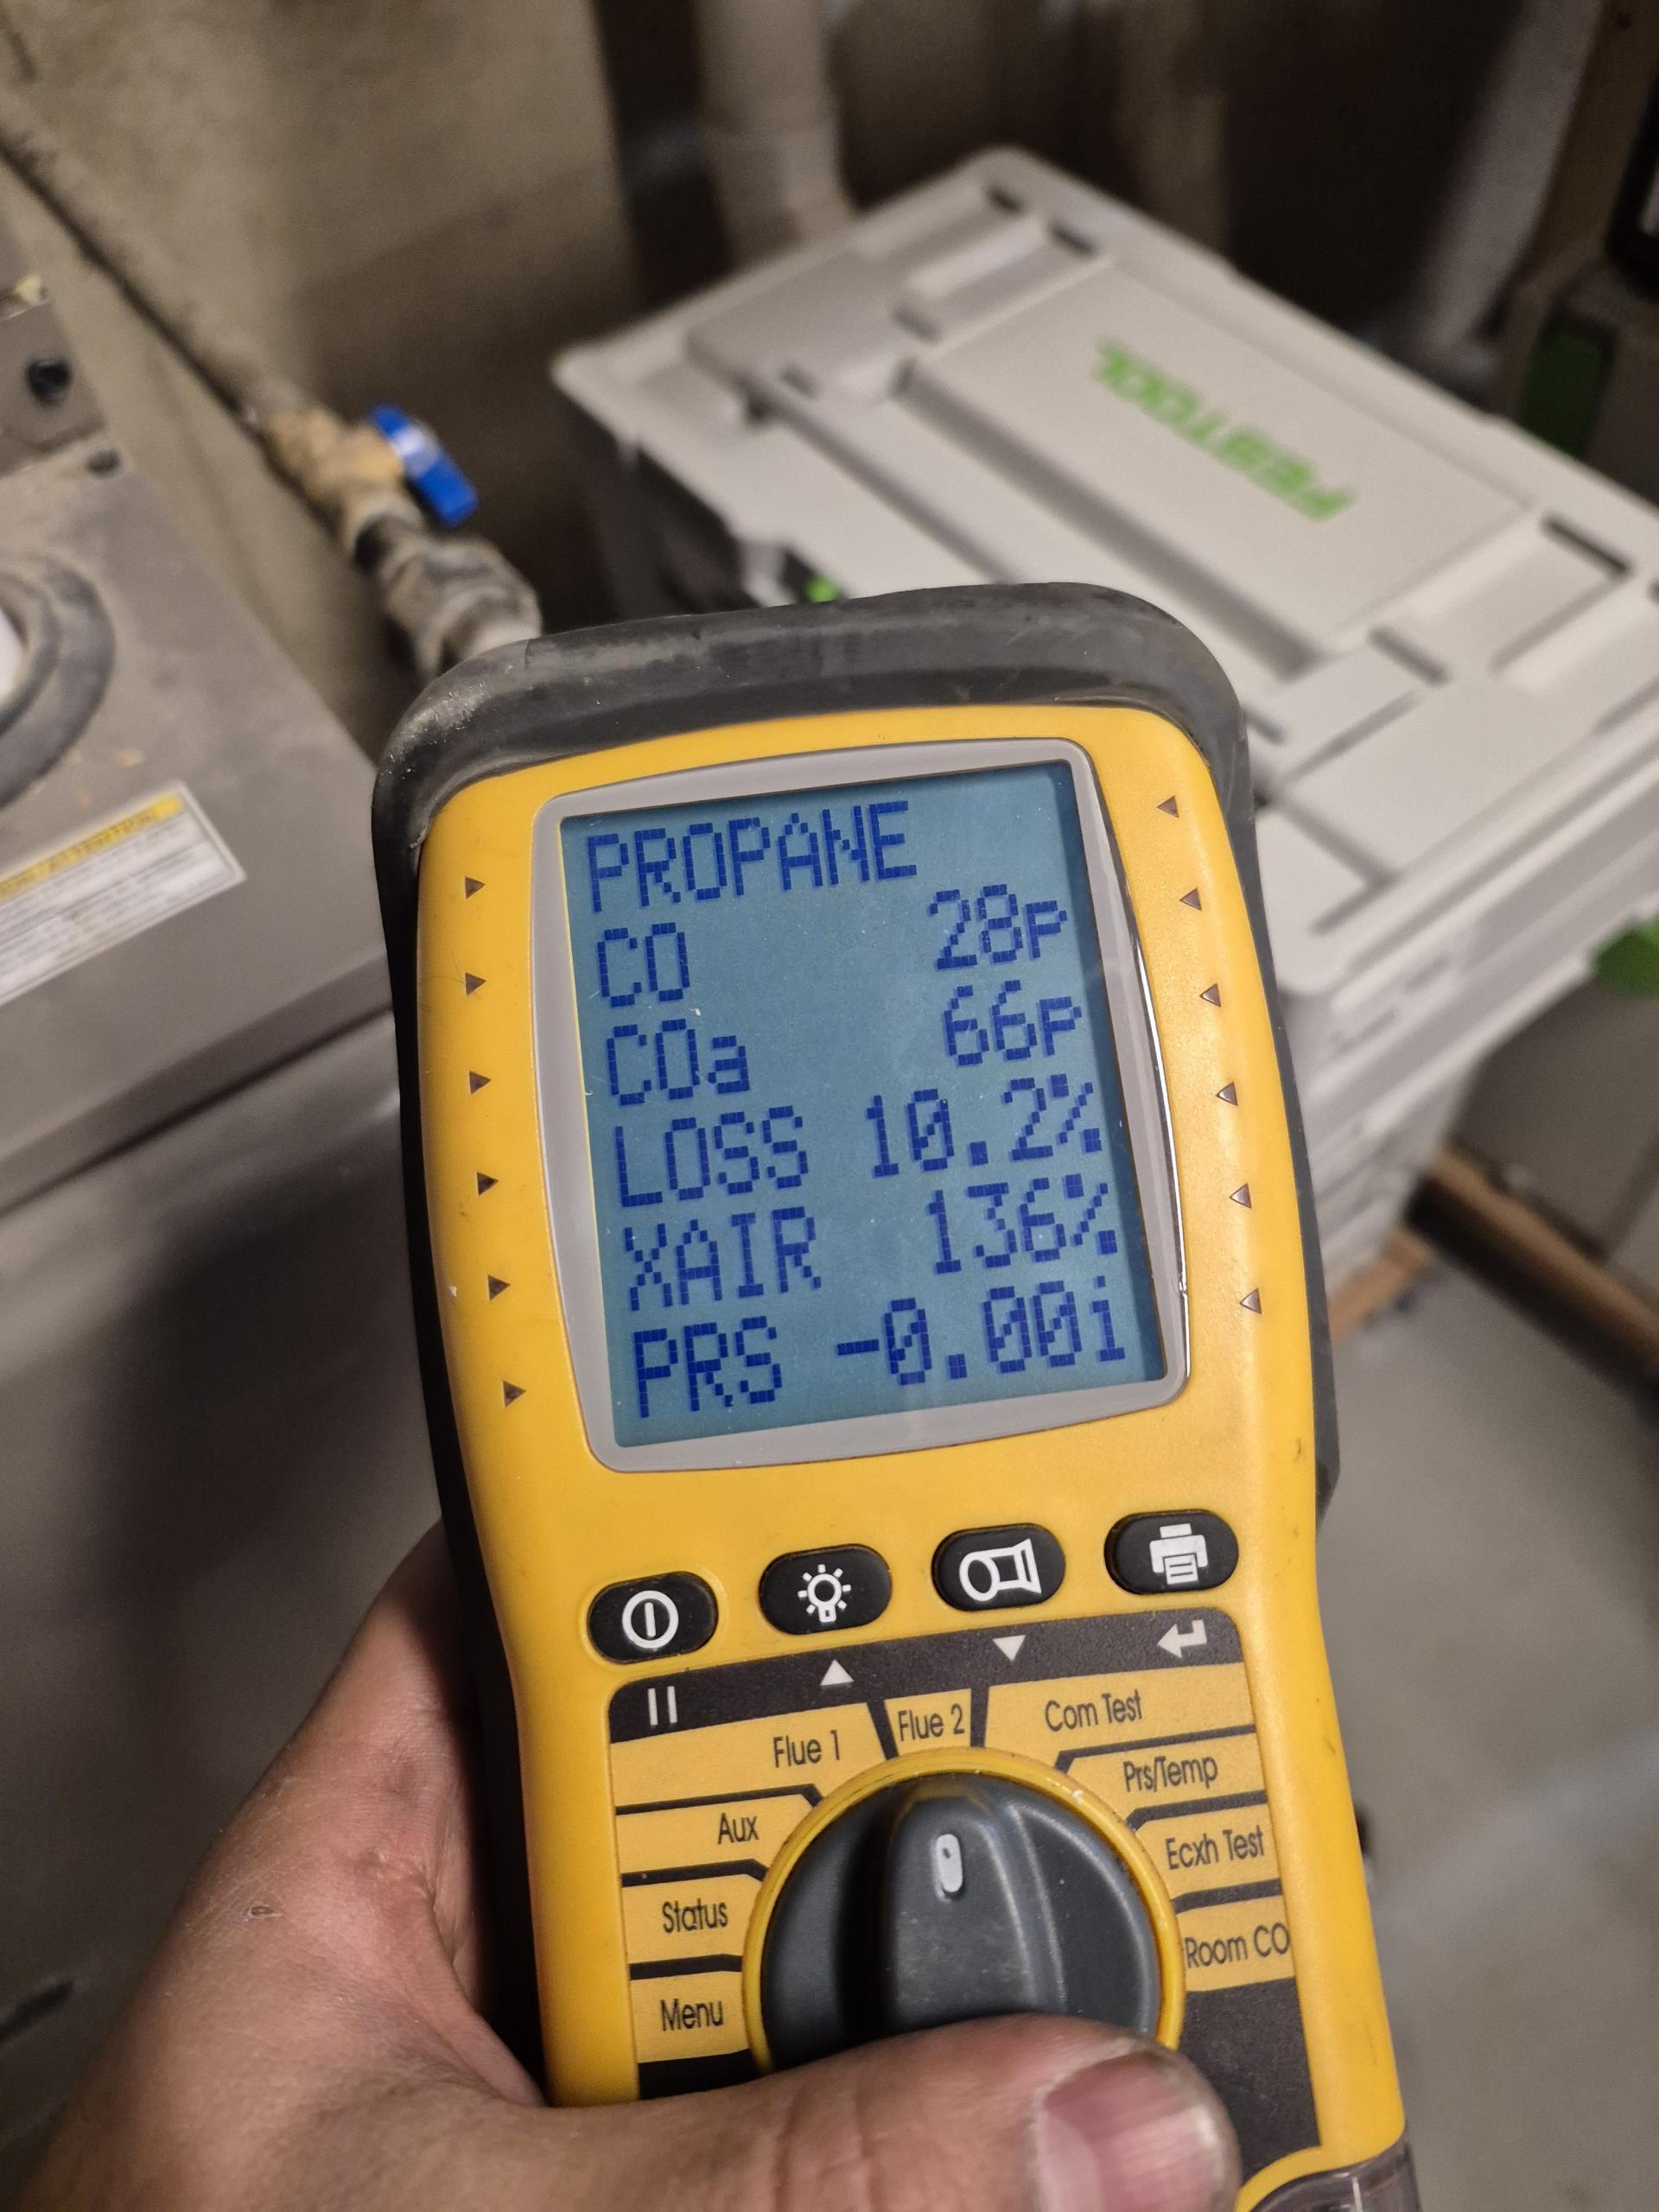 FESTOOL
PROPANE
CO 28p
COa 66p
LOSS 10.2%
XAIR 136%
PRS -0.00i
Flue 1
Flue 2
Com Test
Aux
Prs/Temp
Status
Ecxh Test
Menu
Room CO